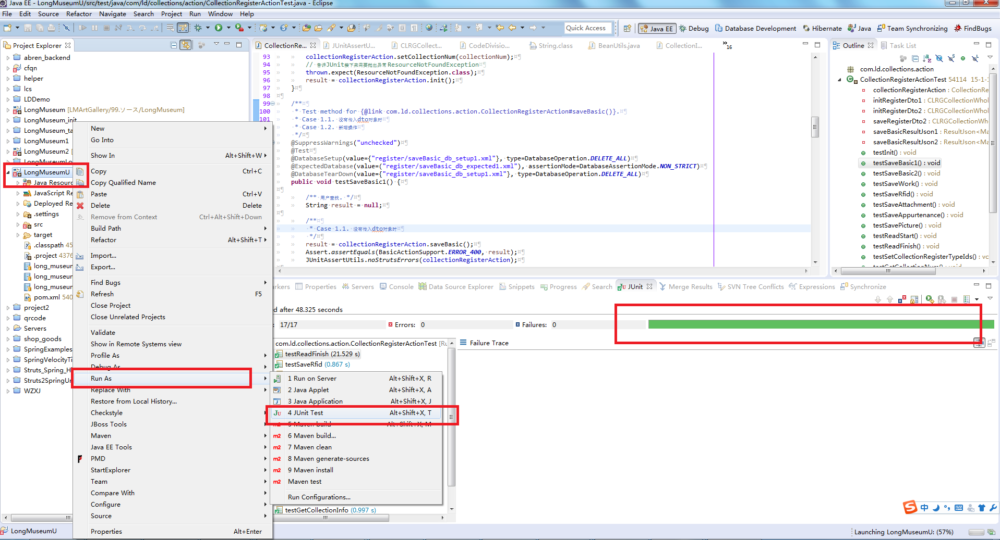 Java EE - LongMuseumU/src/test/java/com/ld/collections/action/CollectionRegisterActionTest.java - Eclipse
File Edit Source Refactor Navigate Search Project Run Window Help
Quick Access
Java EE Debug Database Development Hibernate Java Team Synchronizing FindBugs
Project Explorer
abren_backend
cfqn
helper
lcs
LDDemo
LongMuseum [LMArtGallery/99.ソース/LongMuseum]
LongMuseum_init
LongMuseum_ta
LongMuseum1
LongMuseum2 [
LongMuseumLo
LongMuseumU
Java Resourc
JavaScript Re
Deployed Re
.settings
src
target
.classpath 45
.project 4376
long_museur
long_museur
long_museur
pom.xml 540
project2
qrcode
Servers
shop_goods
SpringExamples
SpringVelocityTi
Struts_Spring_H
Struts2SpringUr
WZXJ
New
Go Into
Show In Alt+Shift+W
Copy Ctrl+C
Copy Qualified Name
Paste Ctrl+V
Delete Delete
Remove from Context Ctrl+Alt+Shift+Down
Build Path
Refactor Alt+Shift+T
Import...
Export...
Find Bugs
Refresh F5
Close Project
Close Unrelated Projects
Validate
Show in Remote Systems view
Profile As
Debug As
Run As
Replace With
Restore from Local History...
Checkstyle
JBoss Tools
Maven
Java EE Tools
PMD
StartExplorer
Team
Compare With
Configure
Source
Properties Alt+Enter
1 Run on Server Alt+Shift+X, R
2 Java Applet Alt+Shift+X, A
3 Java Application Alt+Shift+X, J
4 JUnit Test Alt+Shift+X, T
5 Maven build Alt+Shift+X, M
6 Maven build...
7 Maven clean
8 Maven generate-sources
9 Maven install
Maven test
Run Configurations...
CollectionRe... JUnitAssertU... CLRGCollect... CodeDivisio... String.class BeanUtils.java CollectionI... »16
93 collectionRegisterAction.setCollectionNum(collectionNum);
94 // 告诉JUnit接下来需要抛出异常 ResourceNotFoundException
95 thrown.expect(ResourceNotFoundException.class);
96 result = collectionRegisterAction.init();
97 }
98
99 /**
100 * Test method for {@link com.ld.collections.action.CollectionRegisterAction#saveBasic()}.
101 * Case 1.1. 没有传入dto对象时
* Case 1.2. 新增操作
*/
@SuppressWarnings("unchecked")
@Test
@DatabaseSetup(value={"register/saveBasic_db_setup1.xml"}, type=DatabaseOperation.DELETE_ALL)
@ExpectedDatabase(value=("register/saveBasic_db_expected1.xml"), assertionMode=DatabaseAssertionMode.NON_STRICT)
@DatabaseTearDown(value={"register/saveBasic_db_setup1.xml"}, type=DatabaseOperation.DELETE_ALL)
public void testSaveBasic1() {
/** 用户查找. */
String result = null;
/**
* Case 1.1. 没有传入dto对象时
*/
result = collectionRegisterAction.saveBasic();
Assert.assertEquals(BasicActionSupport.ERROR_400, result);
JUnitAssertUtils.noStrutsErrors(collectionRegisterAction);
Outline Task List
com.ld.collections.action
CollectionRegisterActionTest 54114 15-1-1
collectionRegisterAction : CollectionRe
initRegisterDto1 : CLRGCollectionWhol
initRegisterDto2 : CLRGCollectionWhol
saveRegisterDto2 : CLRGCollectionWh
saveBasicResultJson1 : ResultJson<Ma
saveBasicResultJson2 : ResultJson<Ma
testInit() : void
testSaveBasic1() : void
testSaveBasic2() : void
testSaveWork() : void
testSaveRfid() : void
testSaveAttachment() : void
testSaveAppurtenance() : void
testSavePicture() : void
testReadStart() : void
testReadFinish() : void
testSetCollectionRegisterTypeIds() : vo
testGetCollectionNum() : void
arkers Properties Servers Console Data Source Explorer Snippets Progress Search JUnit Merge Results SVN Tree Conflicts Expressions Synchronize
d after 48.325 seconds
: 17/17 Errors: 0 Failures: 0
com.ld.collections.action.CollectionRegisterActionTest [Ru
testReadFinish (21.529 s)
testSaveRfid (0.867 s)
testGetCollectionInfo (0.997 s)
Failure Trace
中
LongMuseumU
Launching LongMuseumU: (57%)